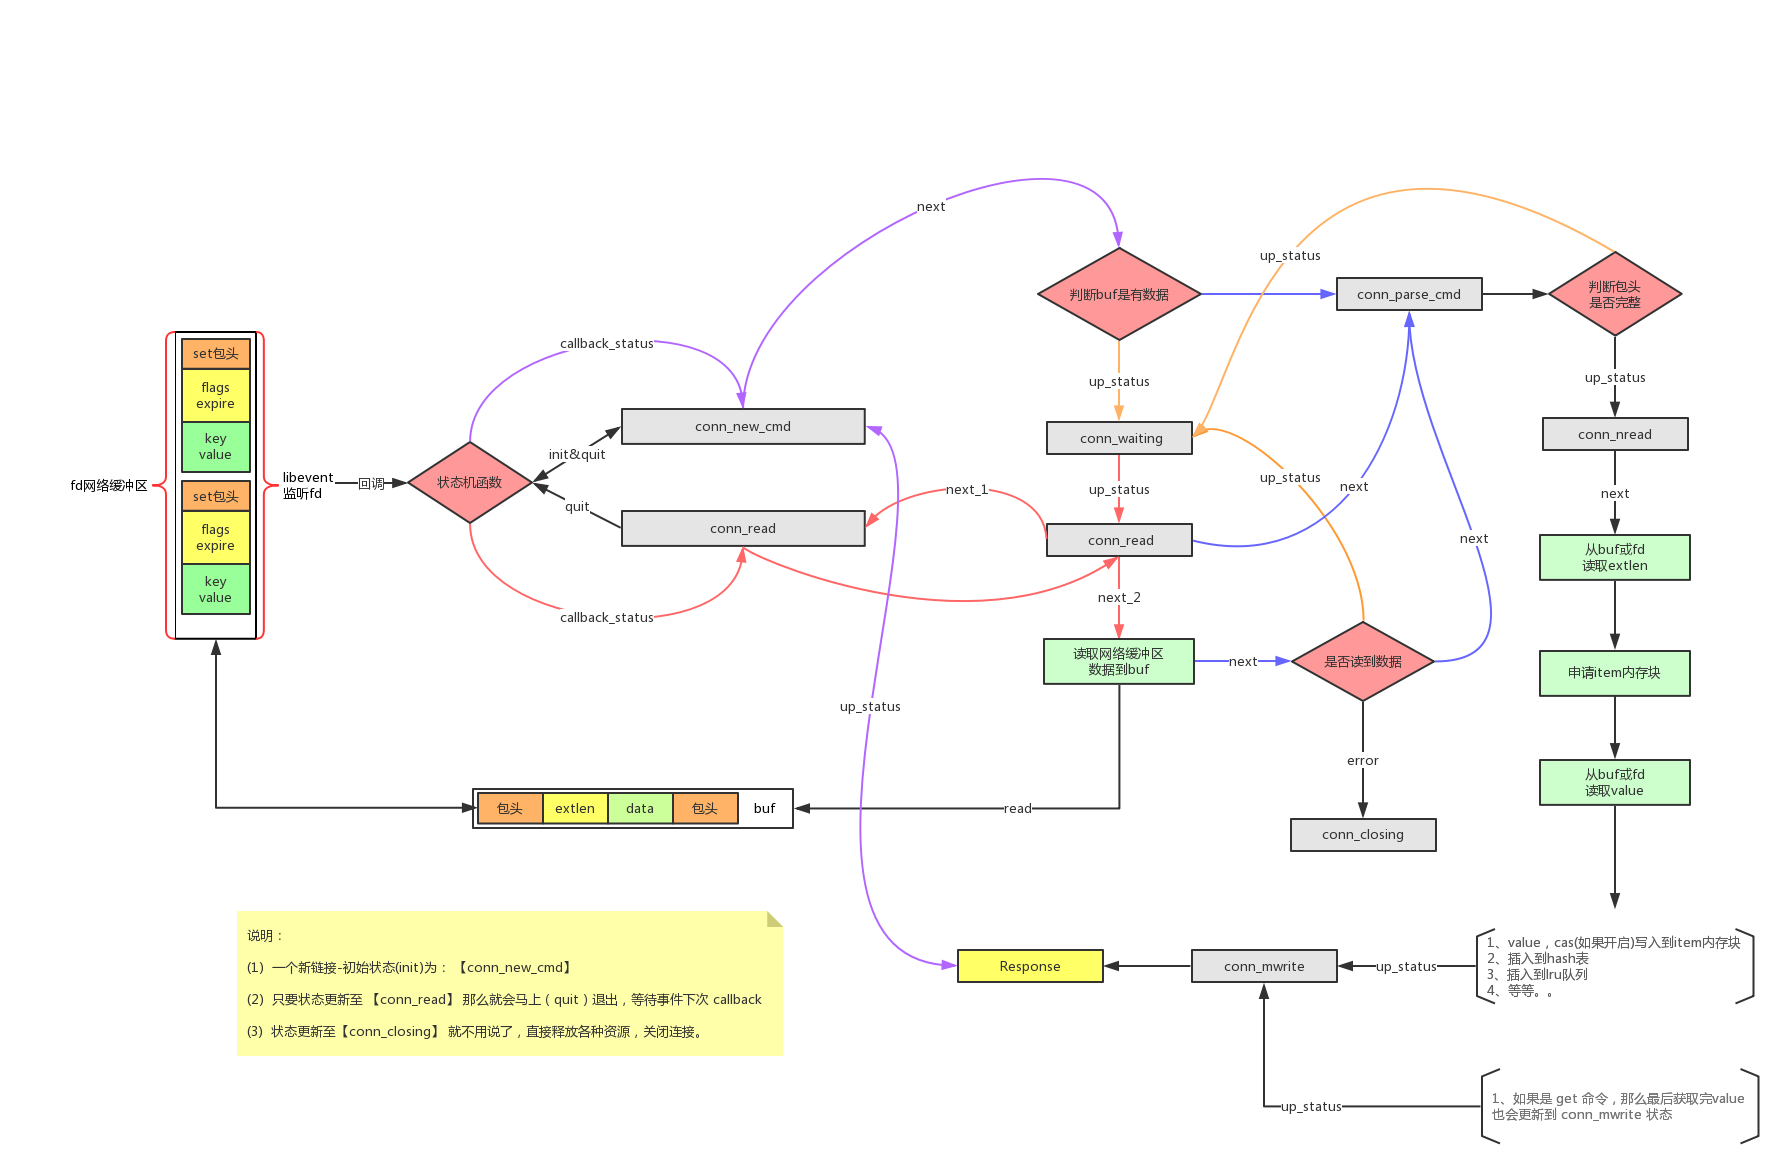 fd网络缓冲区
set包头
flags
expire
key
value
set包头
flags
expire
key
value
libevent
监听fd
回调
状态机函数
callback_status
callback_status
init&quit
quit
conn_new_cmd
conn_read
next
判断buf是有数据
up_status
conn_waiting
up_status
next_1
conn_read
next_2
读取网络缓冲区
数据到buf
next
是否读到数据
error
conn_closing
up_status
next
next
up_status
conn_parse_cmd
判断包头
是否完整
up_status
conn_nread
next
从buf或fd
读取extlen
申请item内存块
从buf或fd
读取value
up_status
包头
extlen
data
包头
buf
read
说明：
(1) 一个新链接-初始状态(init)为：【conn_new_cmd】
(2) 只要状态更新至 【conn_read】 那么就会马上（quit）退出，等待事件下次 callback
(3) 状态更新至【conn_closing】 就不用说了，直接释放各种资源，关闭连接。
Response
conn_mwrite
up_status
1、value，cas(如果开启)写入到item内存块
2、插入到hash表
3、插入到lru队列
4、等等。。
up_status
1、如果是 get 命令，那么最后获取完value
也会更新到 conn_mwrite 状态